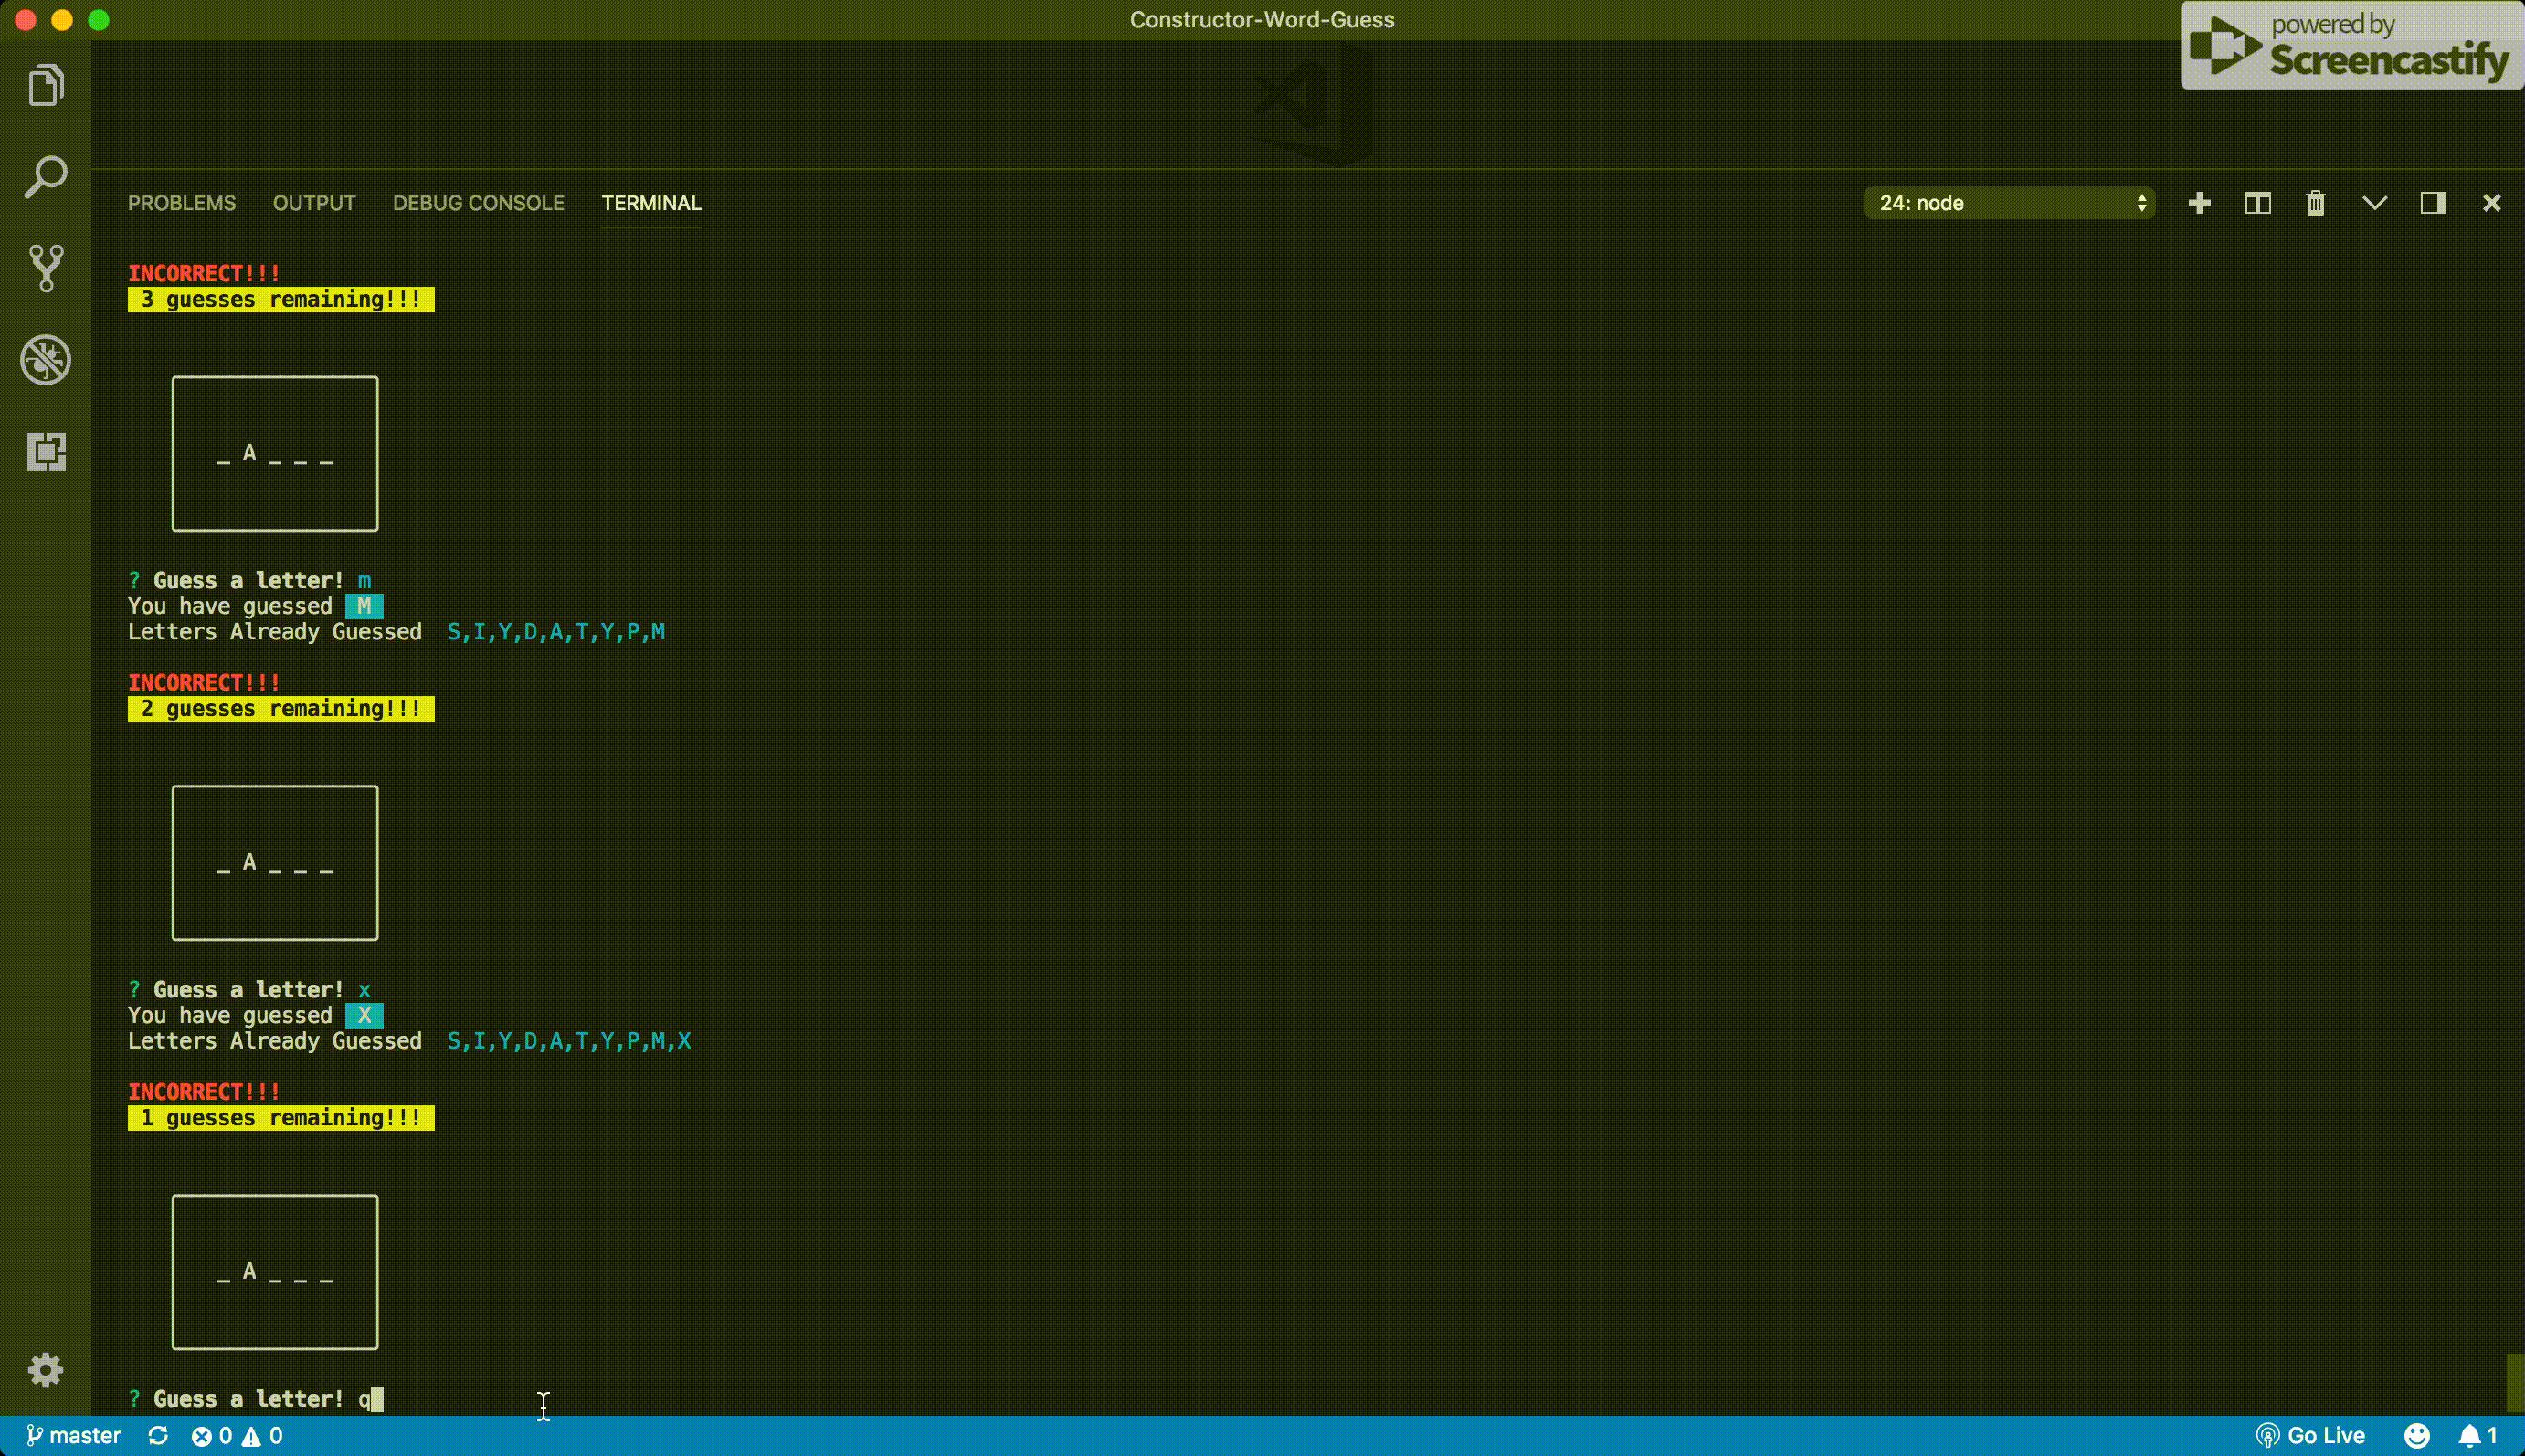 Constructor-Word-Guess
powered by
Screencastify
PROBLEMS OUTPUT DEBUG CONSOLE TERMINAL
24: node
INCORRECT!!!
3 guesses remaining!!!
_ A _ _ _
? Guess a letter! m
You have guessed M
Letters Already Guessed S,I,Y,D,A,T,Y,P,M
INCORRECT!!!
2 guesses remaining!!!
_ A _ _ _
? Guess a letter! x
You have guessed X
Letters Already Guessed S,I,Y,D,A,T,Y,P,M,X
INCORRECT!!!
1 guesses remaining!!!
_ A _ _ _
? Guess a letter! q
master 0 0 Go Live 1